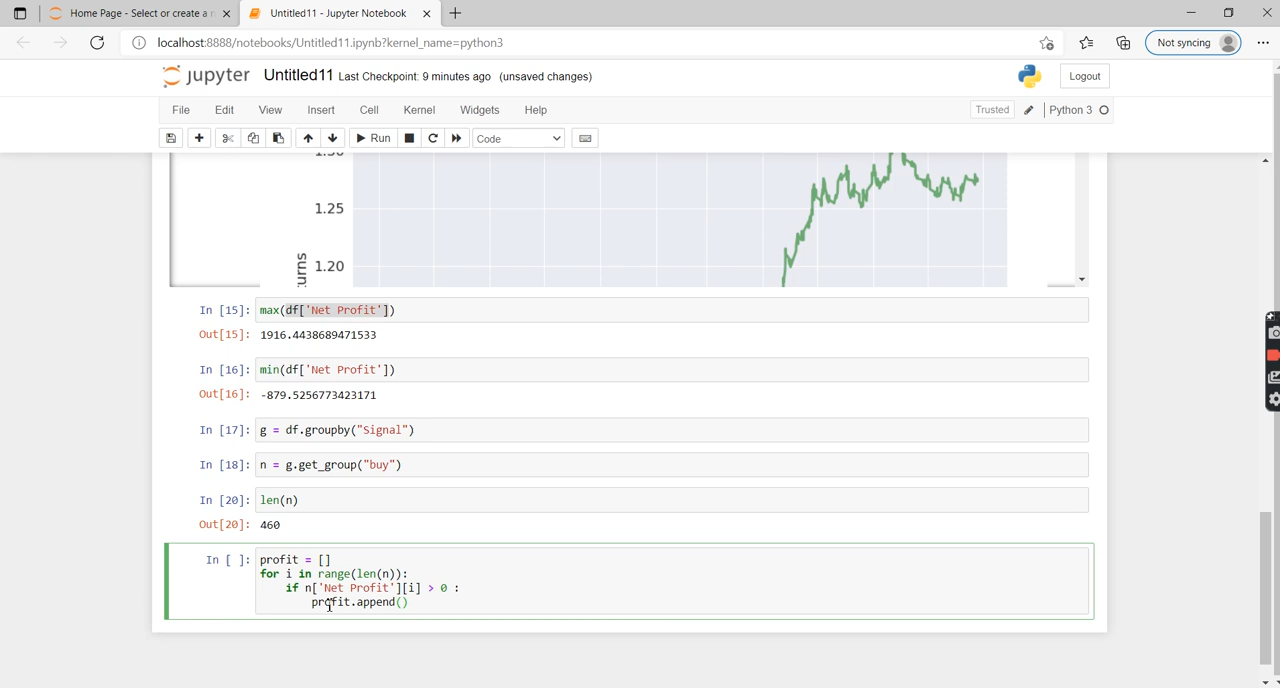 Home Page - Select or create a n
Untitled11 - Jupyter Notebook
localhost:8888/notebooks/Untitled11.ipynb?kernel_name=python3
Not syncing
jupyter Untitled11 Last Checkpoint: 9 minutes ago (unsaved changes)
Logout
File Edit View Insert Cell Kernel Widgets Help
Trusted
Python 3
Run
Code
1.30
1.25
1.20
urns
In [15]: max(df['Net Profit'])
Out[15]: 1916.4438689471533
In [16]: min(df['Net Profit'])
Out[16]: -879.5256773423171
In [17]: g = df.groupby("Signal")
In [18]: n = g.get_group("buy")
In [20]: len(n)
Out[20]: 460
In [ ]: profit = []
for i in range(len(n)):
if n['Net Profit'][i] > 0 :
profit.append()